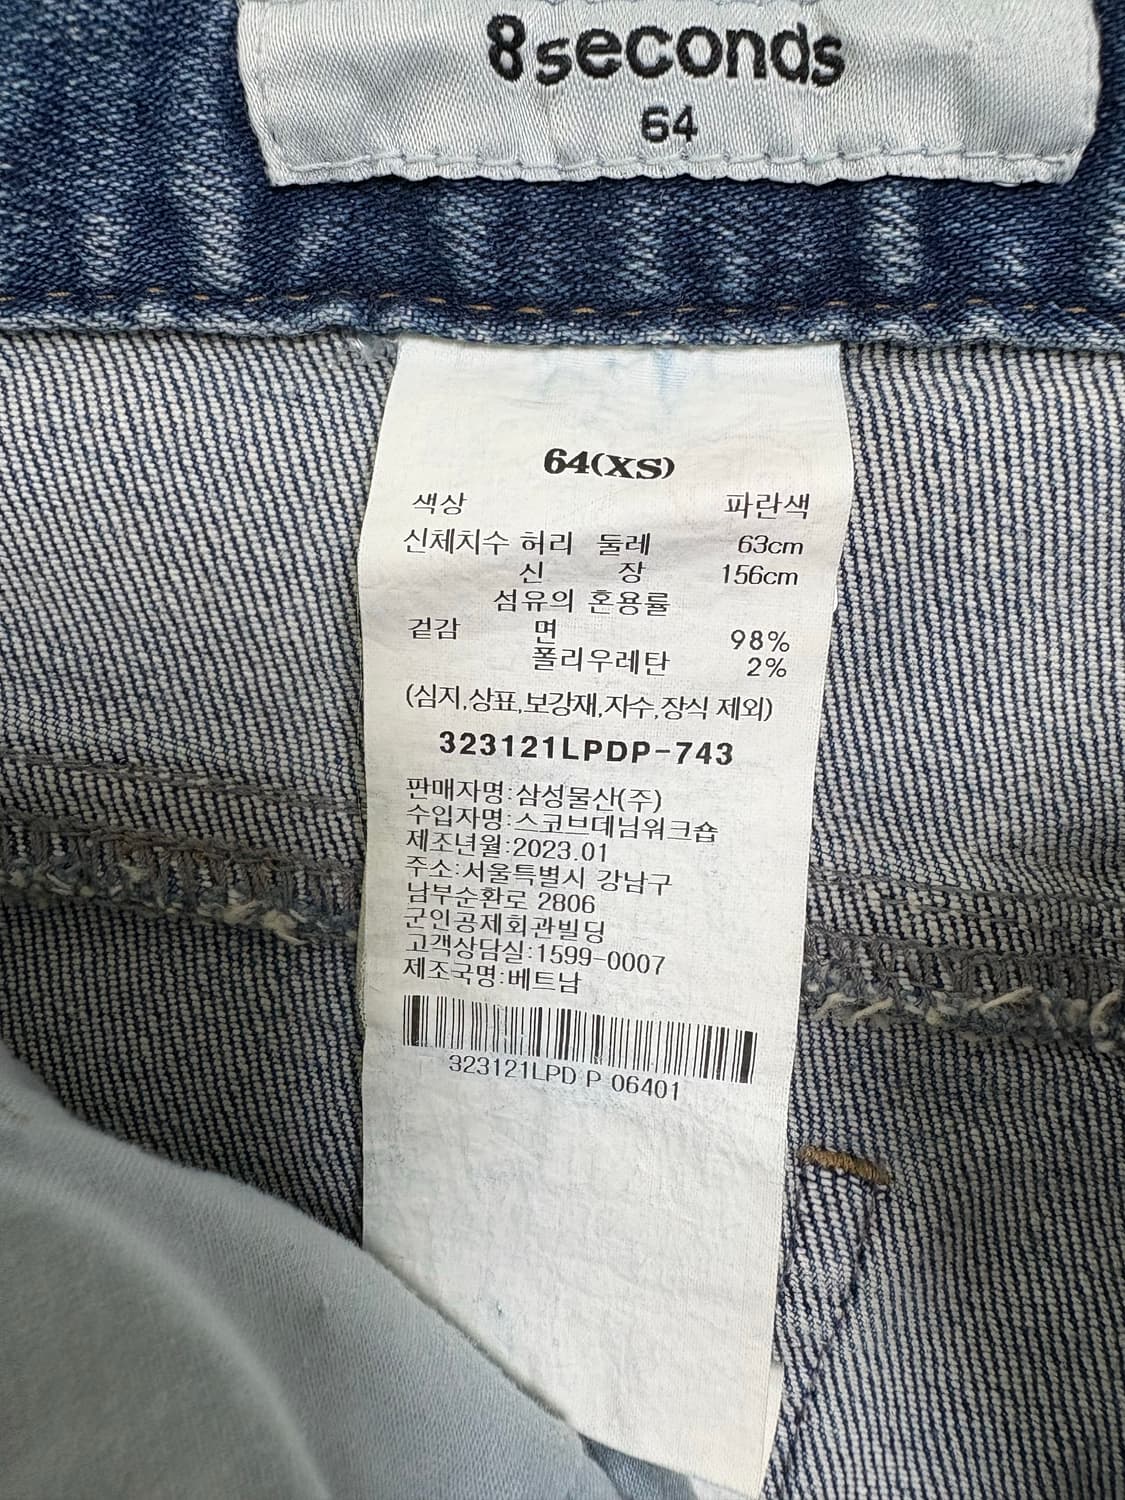 8seconds
64
64(XS)
색상 파란색
신체치수 허리 둘레 63cm
신 장 156cm
섬유의 혼용률
겉감 면 98%
폴리우레탄 2%
(심지,상표,보강재,자수,장식 제외)
323121LPDP-743
판매자명:삼성물산(주)
수입자명:스코브데님워크숍
제조년월:2023.01
주소:서울특별시 강남구
남부순환로 2806
군인공제회관빌딩
고객상담실:1599-0007
제조국명:베트남
323121LPD P 06401